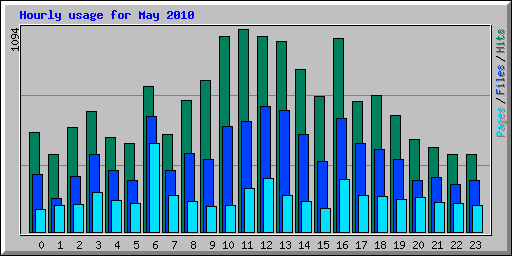 Hourly usage for May 2010
1094
Pages/Files/Hits
0 1 2 3 4 5 6 7 8 9 10 11 12 13 14 15 16 17 18 19 20 21 22 23